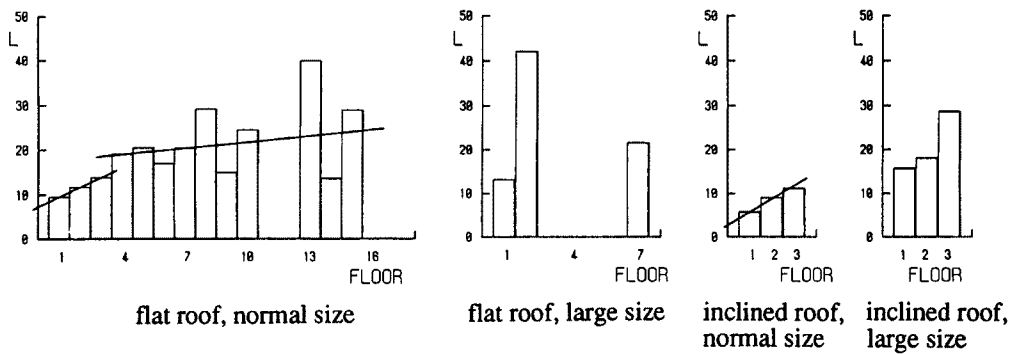 50
L
40
30
20
10
0
1 4 7 10 13 16
FLOOR
flat roof, normal size
50
L
40
30
20
10
0
1 4 7
FLOOR
flat roof, large size
50
L
40
30
20
10
0
1 2 3
FLOOR
inclined roof,
normal size
50
L
40
30
20
10
0
1 2 3
FLOOR
inclined roof,
large size